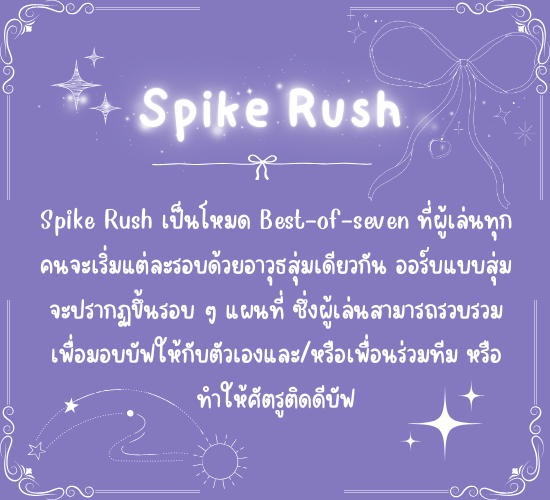 Spike Rush
Spike Rush เป็นโหมด Best-of-seven ที่ผู้เล่นทุก
คนจะเริ่มแต่ละรอบด้วยอาวุธสุ่มเดียวกัน ออร์บแบบสุ่ม
จะปรากฏขึ้นรอบ ๆ แผนที่ ซึ่งผู้เล่นสามารถรวบรวม
เพื่อมอบบัฟให้กับตัวเองและ/หรือเพื่อนร่วมทีม หรือ
ทำให้ศัตรูติดดีบัฟ